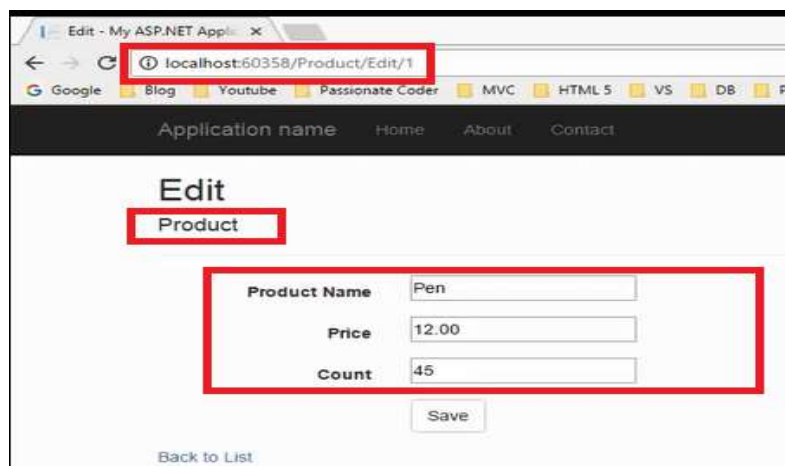 Edit - My ASP.NET Appli ×
localhost:60358/Product/Edit/1
Google Blog Youtube Passionate Coder MVC HTML 5 VS DB
Application name Home About Contact
Edit
Product
Product Name Pen
Price 12.00
Count 45
Save
Back to List